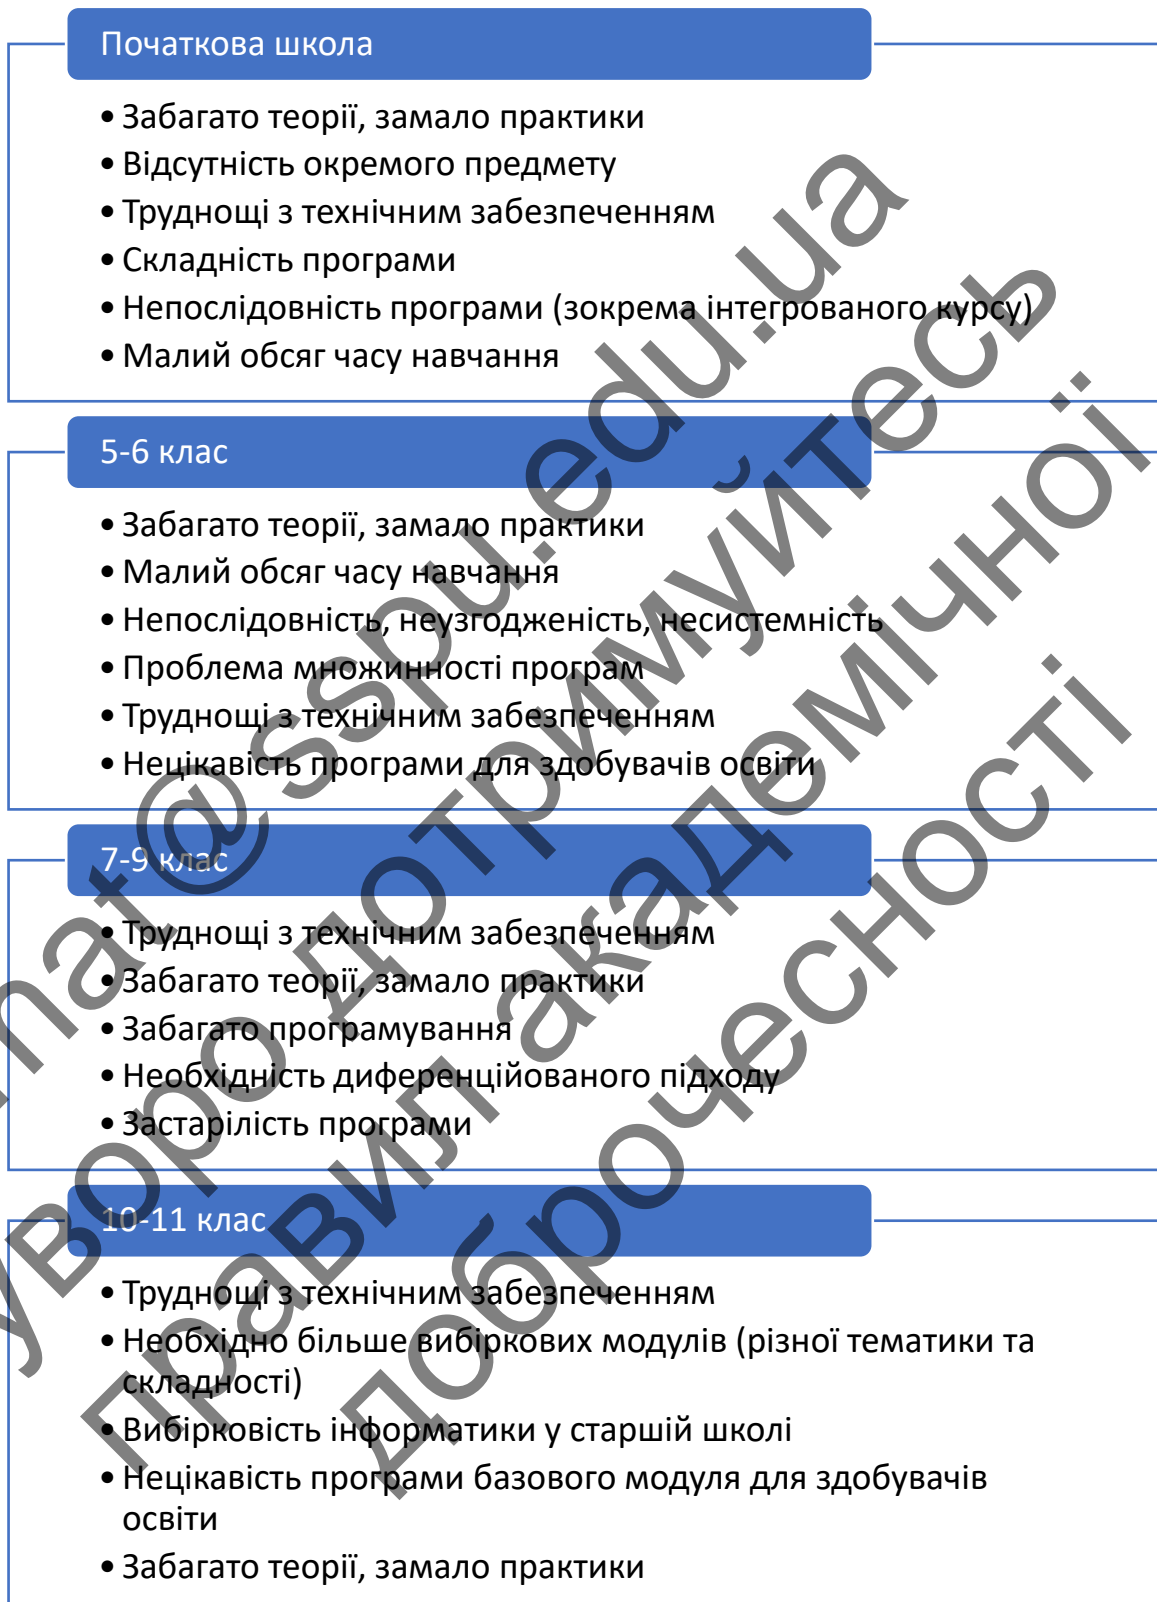 Початкова школа
• Забагато теорії, замало практики
• Відсутність окремого предмету
• Труднощі з технічним забезпеченням
• Складність програми
• Непослідовність програми (зокрема інтегрованого курсу)
• Малий обсяг часу навчання
5-6 клас
• Забагато теорії, замало практики
• Малий обсяг часу навчання
• Непослідовність, неузгодженість, несистемність
• Проблема множинності програм
• Труднощі з технічним забезпеченням
• Нецікавість програми для здобувачів освіти
7-9 клас
• Труднощі з технічним забезпеченням
• Забагато теорії, замало практики
• Забагато програмування
• Необхідність диференційованого підходу
• Застарілість програми
10-11 клас
• Труднощі з технічним забезпеченням
• Необхідно більше вибіркових модулів (різної тематики та
складності)
• Вибірковість інформатики у старшій школі
• Нецікавість програми базового модуля для здобувачів
освіти
• Забагато теорії, замало практики
mat@sspu.edu.ua
уворо дотримуйтесь
правил академічної
доброчесності